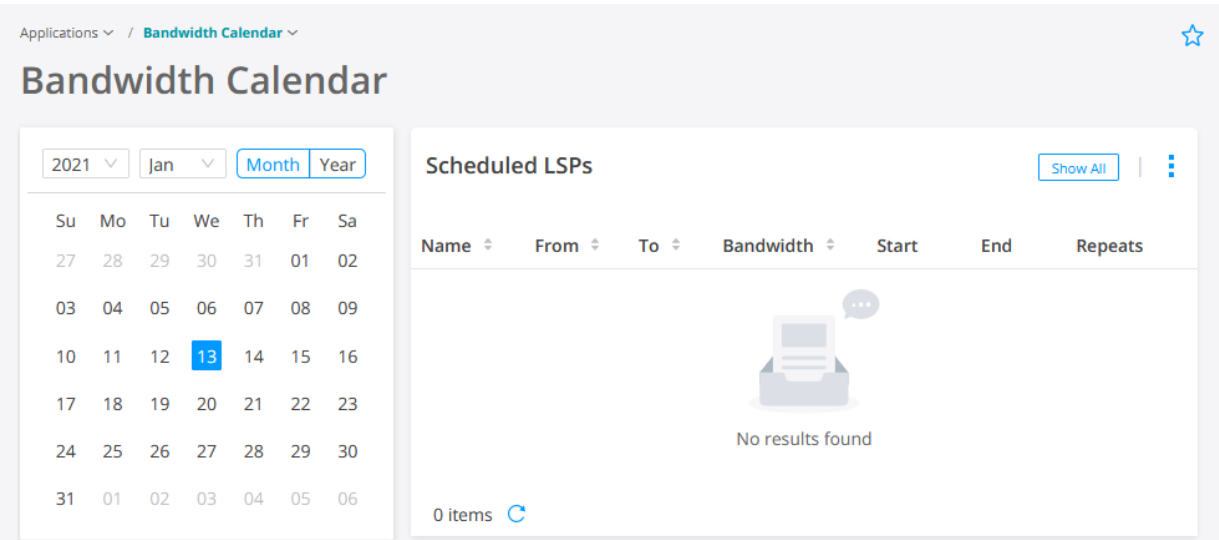 Applications / Bandwidth Calendar
Bandwidth Calendar
2021 Jan Month Year
Su Mo Tu We Th Fr Sa
27 28 29 30 31 01 02
03 04 05 06 07 08 09
10 11 12 13 14 15 16
17 18 19 20 21 22 23
24 25 26 27 28 29 30
31 01 02 03 04 05 06
Scheduled LSPs Show All
Name From To Bandwidth Start End Repeats
No results found
0 items